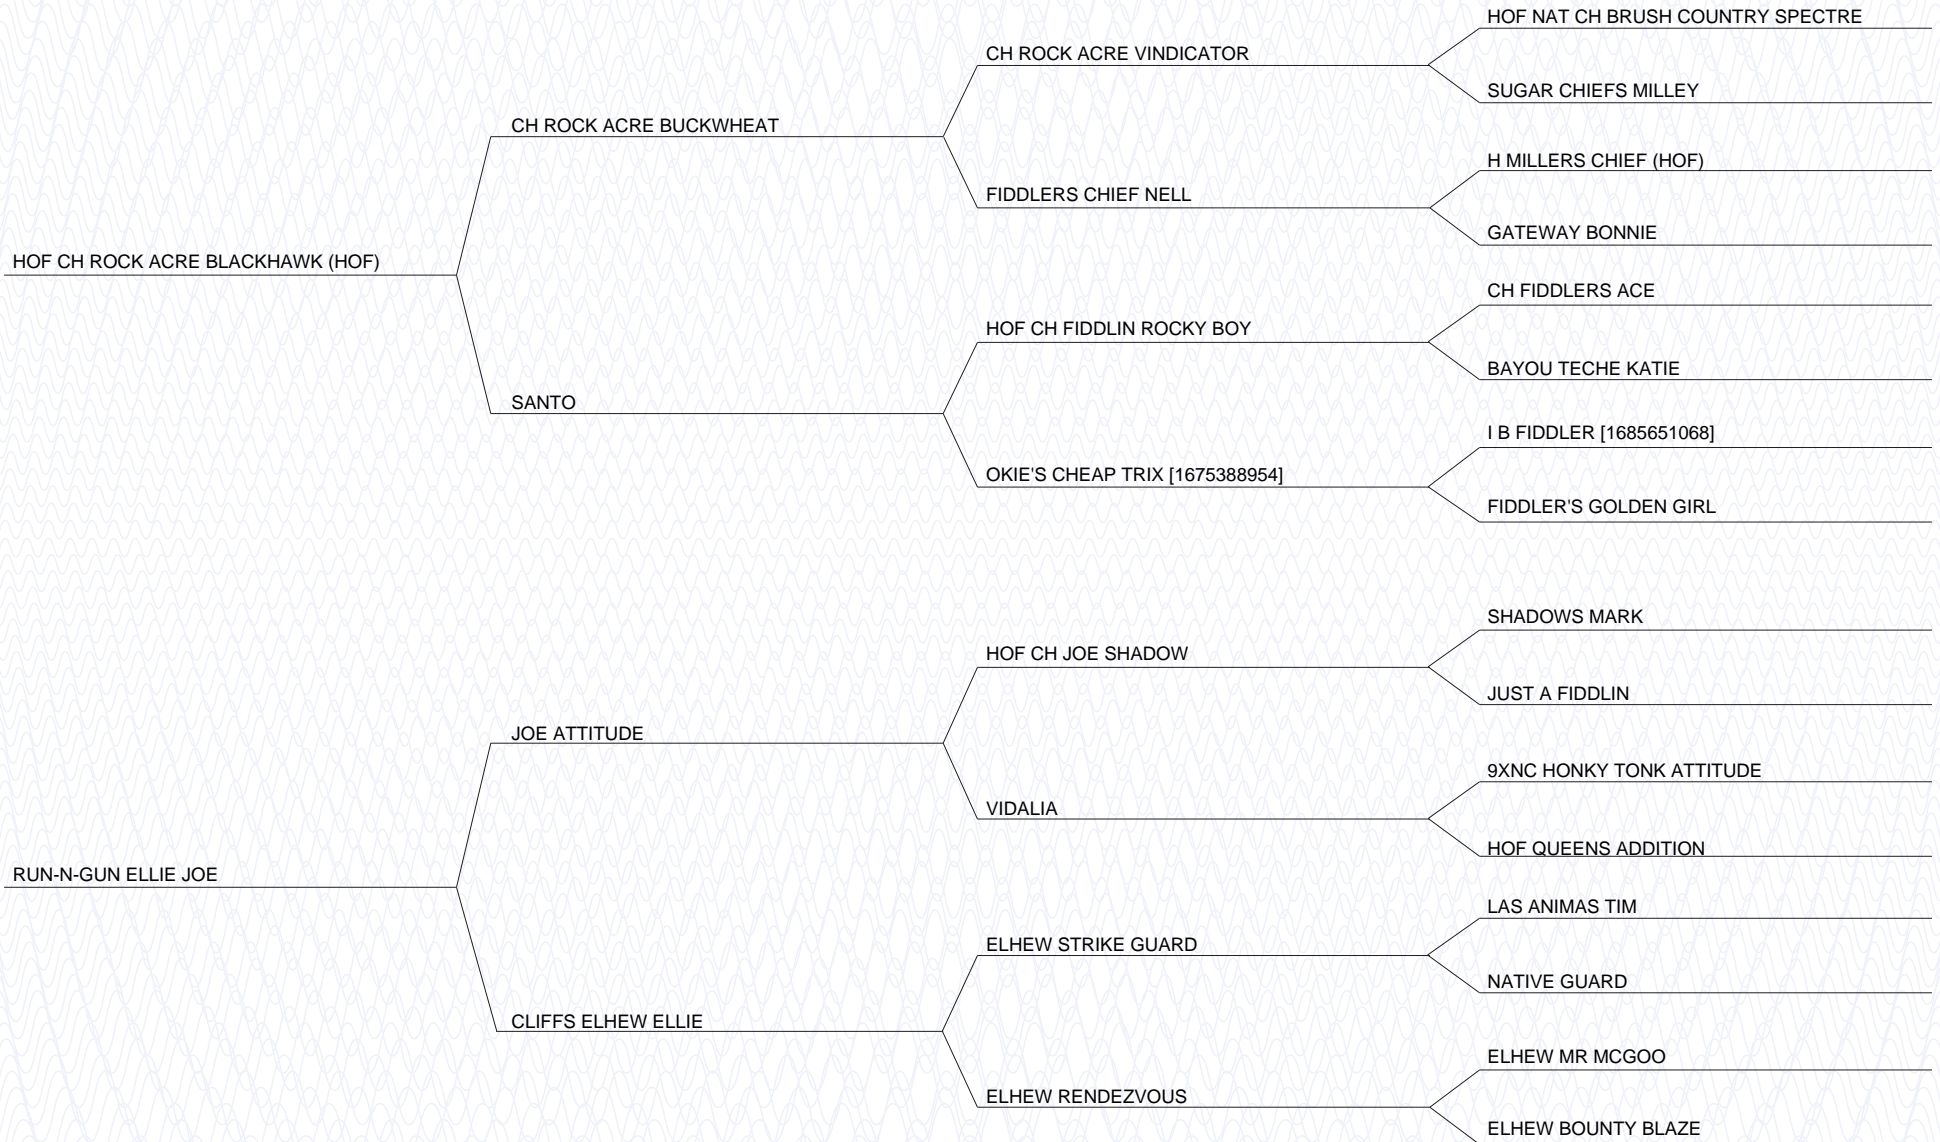 HOF NAT CH BRUSH COUNTRY SPECTRE
CH ROCK ACRE VINDICATOR
SUGAR CHIEFS MILLEY
CH ROCK ACRE BUCKWHEAT
H MILLERS CHIEF (HOF)
FIDDLERS CHIEF NELL
GATEWAY BONNIE
HOF CH ROCK ACRE BLACKHAWK (HOF)
CH FIDDLERS ACE
HOF CH FIDDLIN ROCKY BOY
BAYOU TECHE KATIE
SANTO
I B FIDDLER [1685651068]
OKIE'S CHEAP TRIX [1675388954]
FIDDLER'S GOLDEN GIRL
SHADOWS MARK
HOF CH JOE SHADOW
JUST A FIDDLIN
JOE ATTITUDE
9XNC HONKY TONK ATTITUDE
VIDALIA
HOF QUEENS ADDITION
RUN-N-GUN ELLIE JOE
LAS ANIMAS TIM
ELHEW STRIKE GUARD
NATIVE GUARD
CLIFFS ELHEW ELLIE
ELHEW MR MCGOO
ELHEW RENDEZVOUS
ELHEW BOUNTY BLAZE